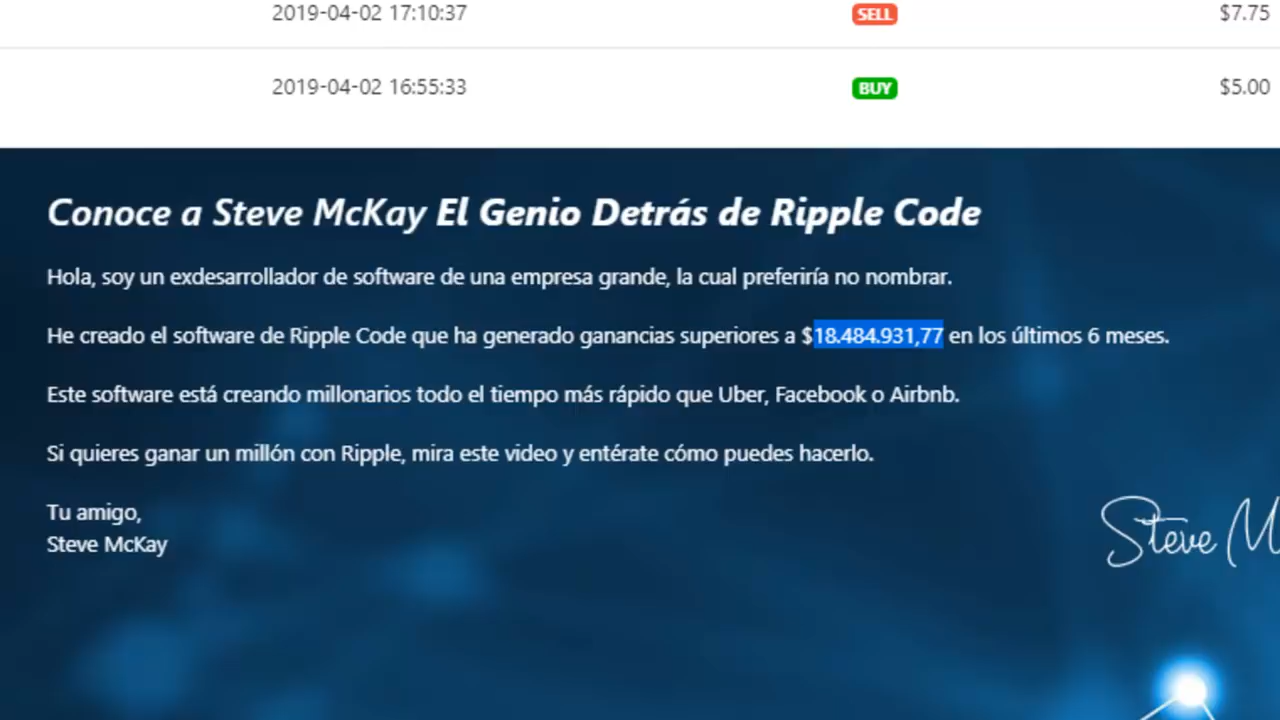 2019-04-02 17:10:37 SELL $7.75
2019-04-02 16:55:33 BUY $5.00
Conoce a Steve McKay El Genio Detrás de Ripple Code
Hola, soy un exdesarrollador de software de una empresa grande, la cual preferiría no nombrar.
He creado el software de Ripple Code que ha generado ganancias superiores a $18.484.931,77 en los últimos 6 meses.
Este software está creando millonarios todo el tiempo más rápido que Uber, Facebook o Airbnb.
Si quieres ganar un millón con Ripple, mira este video y entérate cómo puedes hacerlo.
Tu amigo,
Steve McKay
Steve M